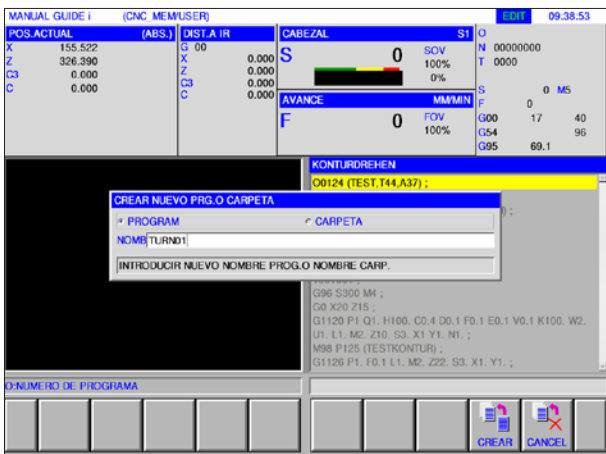 MANUAL GUIDE i (CNC_MEM/USER) EDIT 09:38:53
POS.ACTUAL (ABS.) DIST.A IR CABEZAL S1 O
X 155.522 G 00 S 0 SOV N 00000000
Z 326.390 X 0.000 100% T 0000
C3 0.000 Z 0.000 0%
C 0.000 C3 0.000 S 0 M5
C 0.000 AVANCE MM/MIN F 0
F 0 FOV G00 17 40
100% G54 96
G95 69.1
KONTURDREHEN
O0124 (TEST,T44,A37) ;
CREAR NUEVO PRG.O CARPETA
) ;
PROGRAM CARPETA
NOMB TURN01
INTRODUCIR NUEVO NOMBRE PROG.O NOMBRE CARP.
G96 S300 M4 ;
G0 X20 Z15 ;
G1120 P1 Q1. H100. C0.4 D0.1 F0.1 E0.1 V0.1 K100. W2.
U1. L1. M2. Z10. S3. X1 Y1. N1. ;
M98 P125 (TESTKONTUR) ;
G1126 P1. F0.1 L1. M2. Z22. S3. X1. Y1. ;
O:NUMERO DE PROGRAMA
CREAR CANCEL